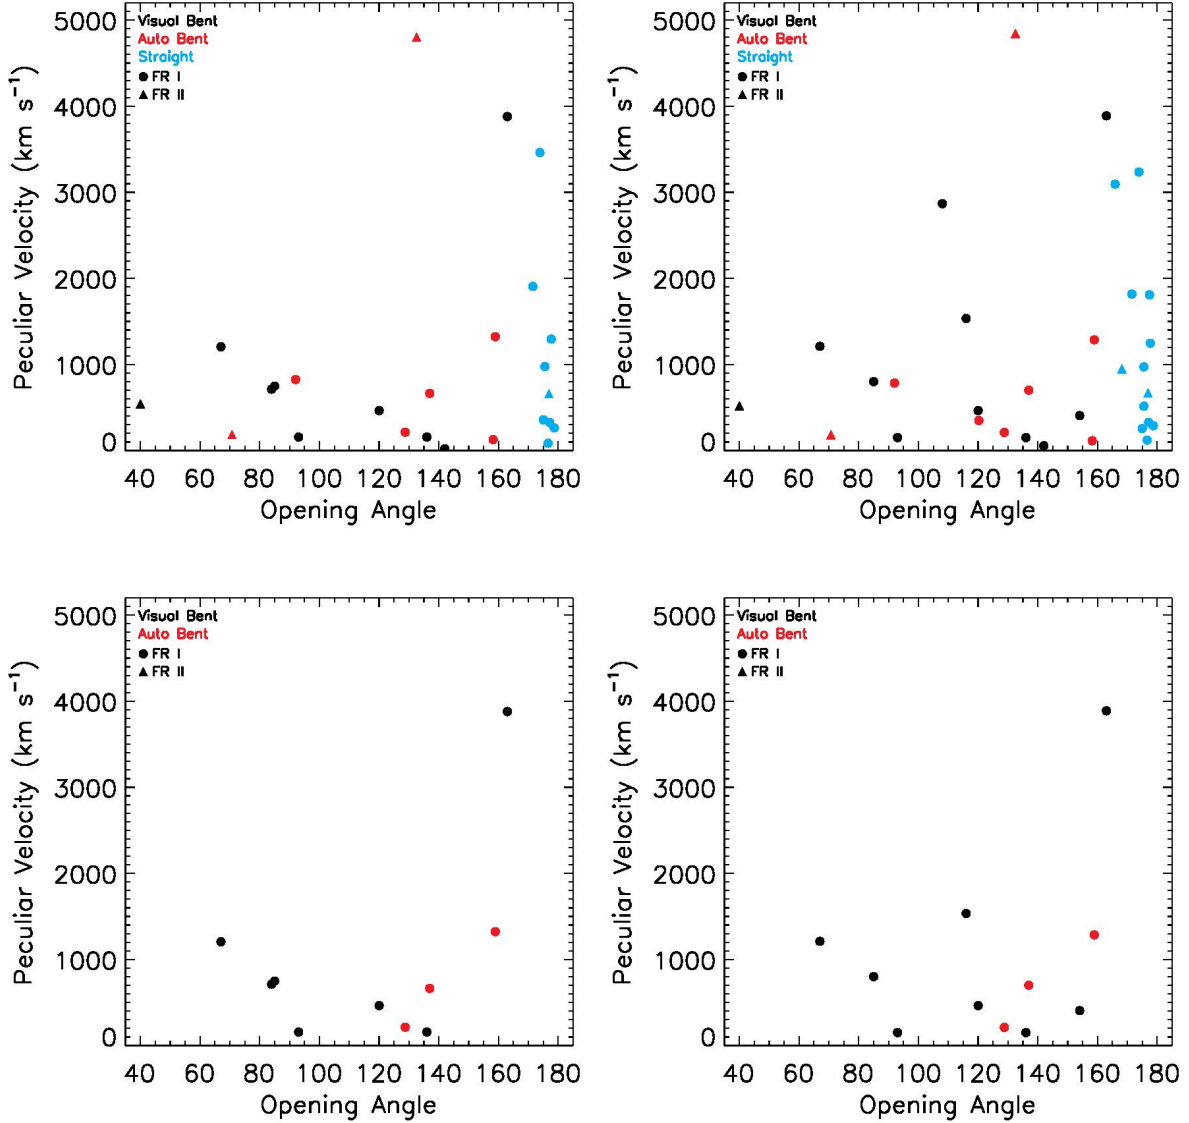 Visual Bent
Auto Bent
Straight
FR I
FR II
5000
4000
3000
2000
1000
0
Peculiar Velocity (km s⁻¹)
40 60 80 100 120 140 160 180
Opening Angle
Visual Bent
Auto Bent
Straight
FR I
FR II
5000
4000
3000
2000
1000
0
Peculiar Velocity (km s⁻¹)
40 60 80 100 120 140 160 180
Opening Angle
Visual Bent
Auto Bent
FR I
FR II
5000
4000
3000
2000
1000
0
Peculiar Velocity (km s⁻¹)
40 60 80 100 120 140 160 180
Opening Angle
Visual Bent
Auto Bent
FR I
FR II
5000
4000
3000
2000
1000
0
Peculiar Velocity (km s⁻¹)
40 60 80 100 120 140 160 180
Opening Angle